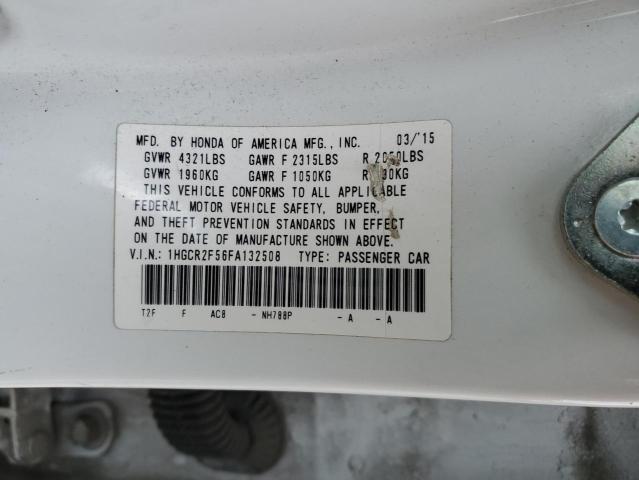 MFD. BY HONDA OF AMERICA MFG., INC. 03/'15
GVWR 4321LBS GAWR F 2315LBS R LBS
GVWR 1960KG GAWR F 1050KG R
THIS VEHICLE CONFORMS TO ALL APPLICABLE
FEDERAL MOTOR VEHICLE SAFETY, BUMPER,
AND THEFT PREVENTION STANDARDS IN EFFECT
ON THE DATE OF MANUFACTURE SHOWN ABOVE.
V.I.N.: 1HGCR2F56FA132508 TYPE: PASSENGER CAR
T2F F AC8 - NH788P - A - A